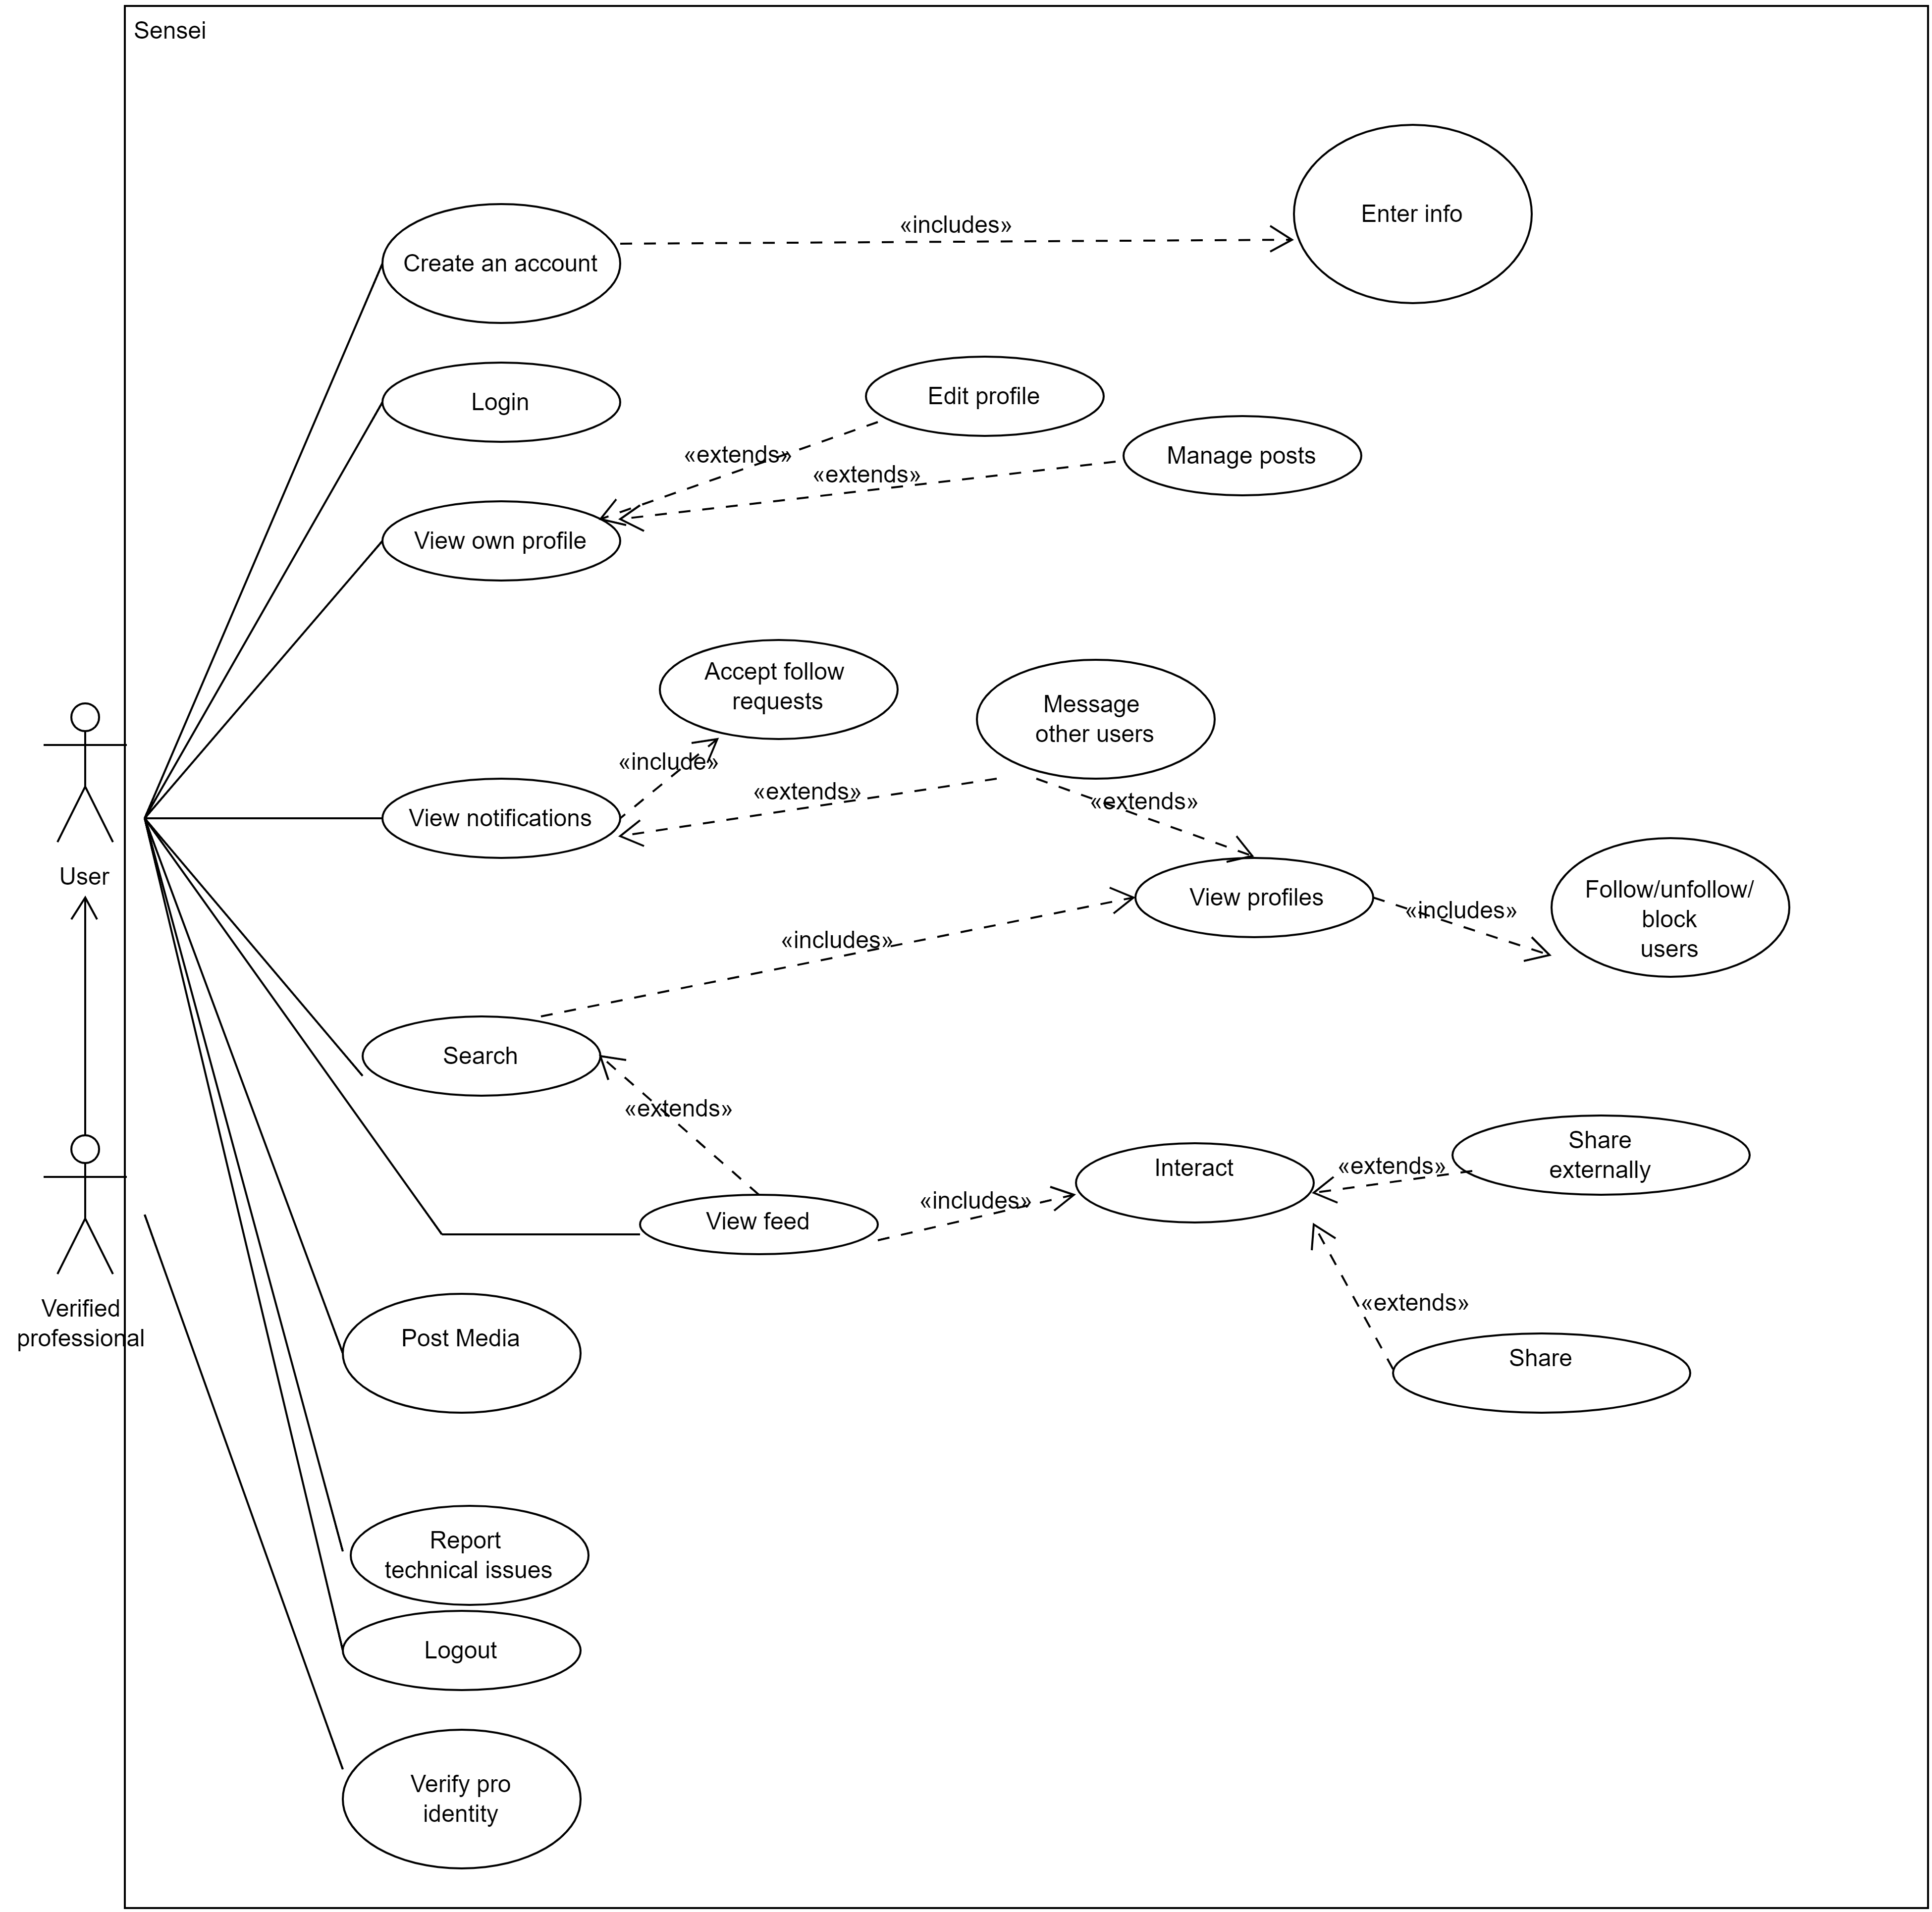 Sensei
Enter info
«includes»
Create an account
Edit profile
Login
Manage posts
«extends»
«extends»
View own profile
Accept follow
requests
Message
other users
«include»
«extends»
«extends»
View notifications
User
View profiles
Follow/unfollow/
block
users
«includes»
«includes»
Search
«extends»
Share
externally
Interact
«extends»
«includes»
View feed
Verified
professional
«extends»
Post Media
Share
Report
technical issues
Logout
Verify pro
identity